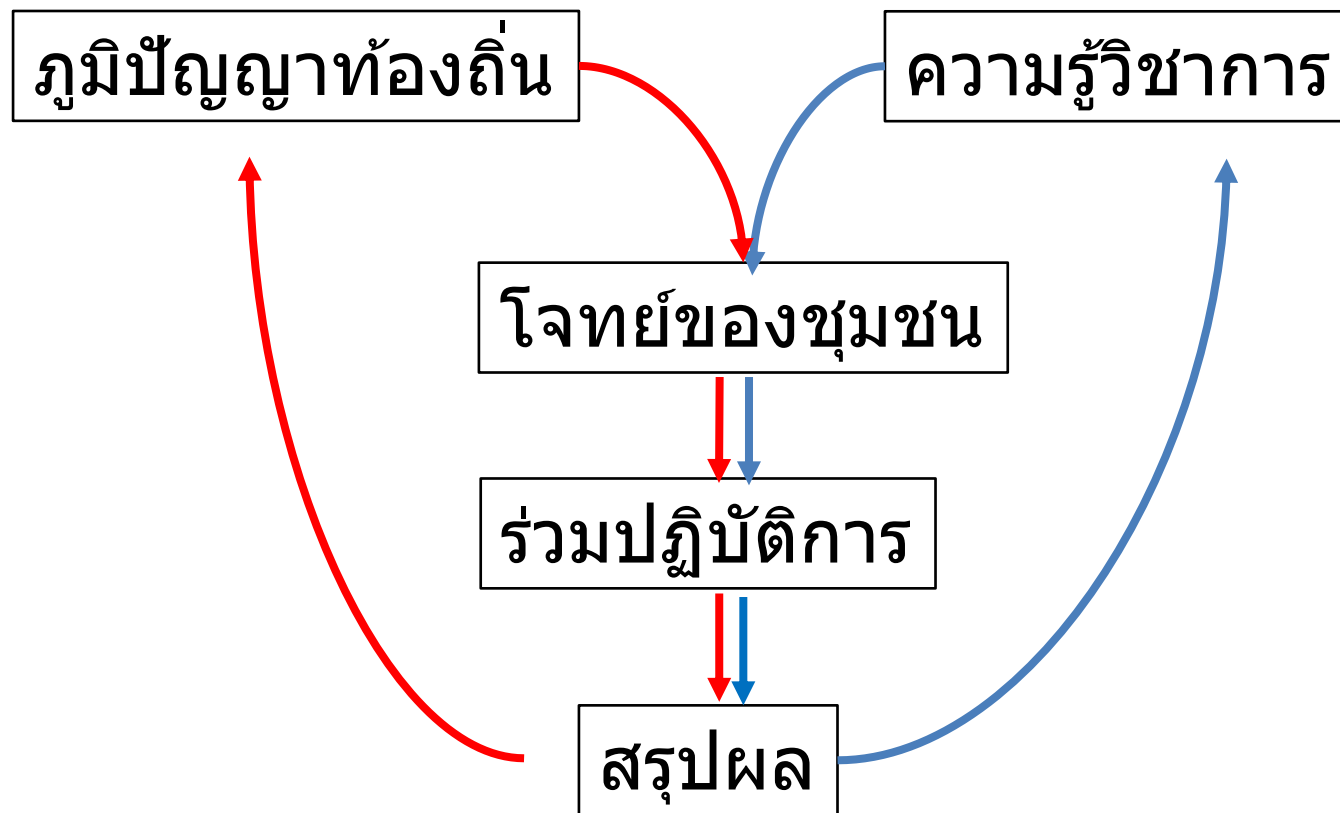 ภูมิปัญญาท้องถิ่น
ความรู้วิชาการ
โจทย์ของชุมชน
ร่วมปฏิบัติการ
สรุปผล